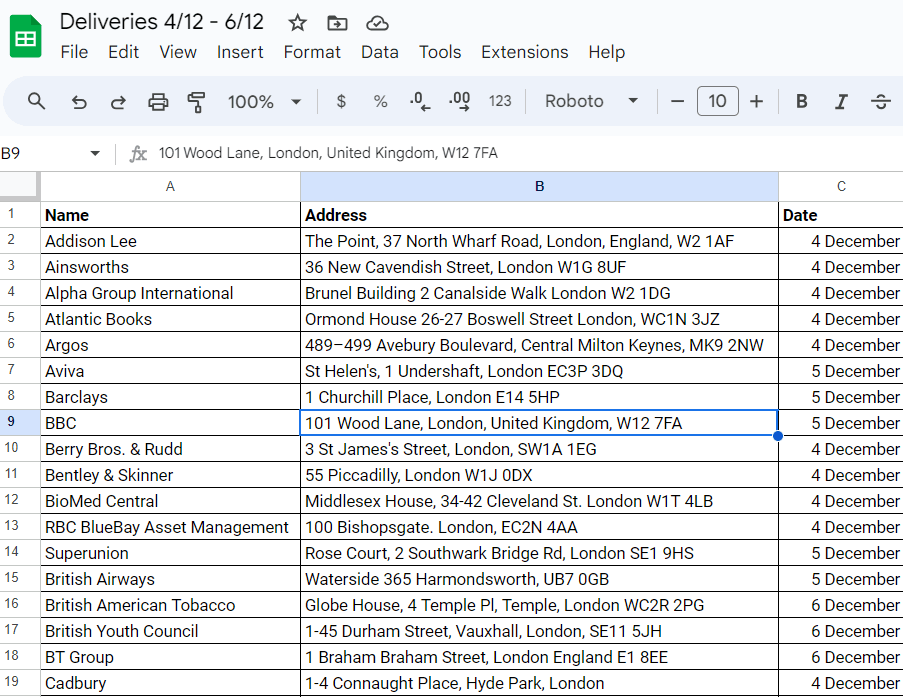 Deliveries 4/12 - 6/12
File Edit View Insert Format Data Tools Extensions Help
100% $ % .0 .00 123 Roboto 10 B I S
B9 fx 101 Wood Lane, London, United Kingdom, W12 7FA
A B C
1 Name Address Date
2 Addison Lee The Point, 37 North Wharf Road, London, England, W2 1AF 4 December
3 Ainsworths 36 New Cavendish Street, London W1G 8UF 4 December
4 Alpha Group International Brunel Building 2 Canalside Walk London W2 1DG 4 December
5 Atlantic Books Ormond House 26-27 Boswell Street London, WC1N 3JZ 4 December
6 Argos 489–499 Avebury Boulevard, Central Milton Keynes, MK9 2NW 4 December
7 Aviva St Helen's, 1 Undershaft, London EC3P 3DQ 5 December
8 Barclays 1 Churchill Place, London E14 5HP 5 December
9 BBC 101 Wood Lane, London, United Kingdom, W12 7FA 5 December
10 Berry Bros. & Rudd 3 St James's Street, London, SW1A 1EG 4 December
11 Bentley & Skinner 55 Piccadilly, London W1J 0DX 4 December
12 BioMed Central Middlesex House, 34-42 Cleveland St. London W1T 4LB 4 December
13 RBC BlueBay Asset Management 100 Bishopsgate. London, EC2N 4AA 4 December
14 Superunion Rose Court, 2 Southwark Bridge Rd, London SE1 9HS 5 December
15 British Airways Waterside 365 Harmondsworth, UB7 0GB 5 December
16 British American Tobacco Globe House, 4 Temple Pl, Temple, London WC2R 2PG 6 December
17 British Youth Council 1-45 Durham Street, Vauxhall, London, SE11 5JH 6 December
18 BT Group 1 Braham Braham Street, London England E1 8EE 6 December
19 Cadbury 1-4 Connaught Place, Hyde Park, London 4 December